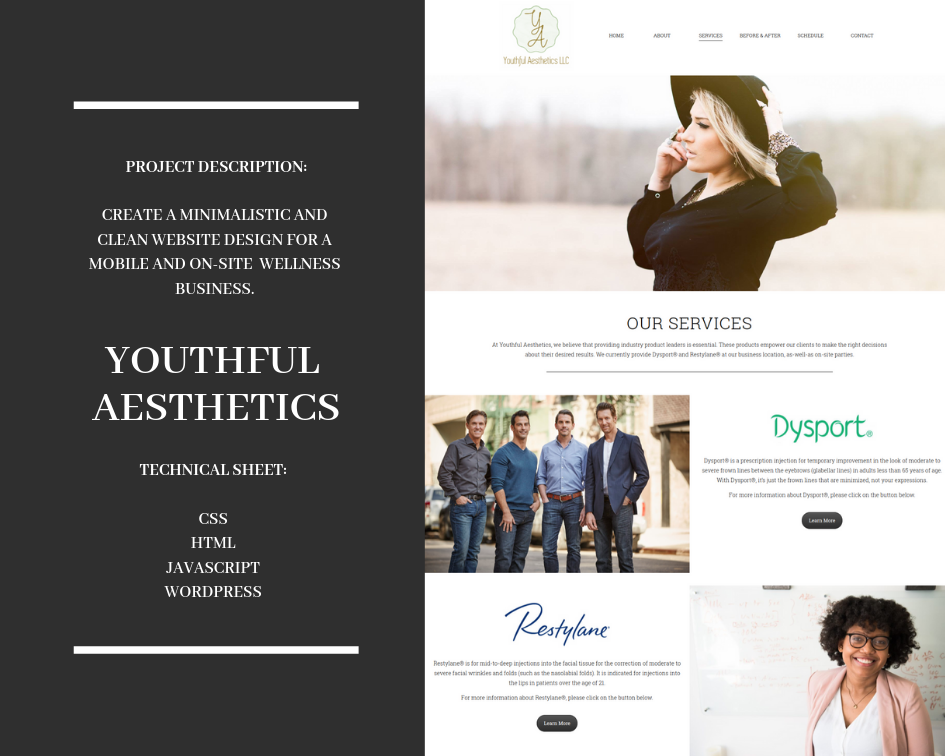 PROJECT DESCRIPTION:
CREATE A MINIMALISTIC AND
CLEAN WEBSITE DESIGN FOR A
MOBILE AND ON-SITE WELLNESS
BUSINESS.
YOUTHFUL
AESTHETICS
TECHNICAL SHEET:
CSS
HTML
JAVASCRIPT
WORDPRESS
YA
Youthful Aesthetics LLC
HOME ABOUT SERVICES BEFORE & AFTER SCHEDULE CONTACT
OUR SERVICES
At Youthful Aesthetics, we believe that providing industry product leaders is essential. These products empower our clients to make the right decisions
about their desired results. We currently provide Dysport® and Restylane® at our business location, as-well-as on-site parties.
Dysport®
Dysport® is a prescription injection for temporary improvement in the look of moderate to
severe frown lines between the eyebrows (glabellar lines) in adults less than 65 years of age.
With Dysport®, it's just the frown lines that are minimized, not your expressions.
For more information about Dysport®, please click on the button below.
Learn More
Restylane
Restylane® is for mid-to-deep injections into the facial tissue for the correction of moderate to
severe facial wrinkles and folds (such as the nasolabial folds). It is indicated for injections into
the lips in patients over the age of 21.
For more information about Restylane®, please click on the button below.
Learn More